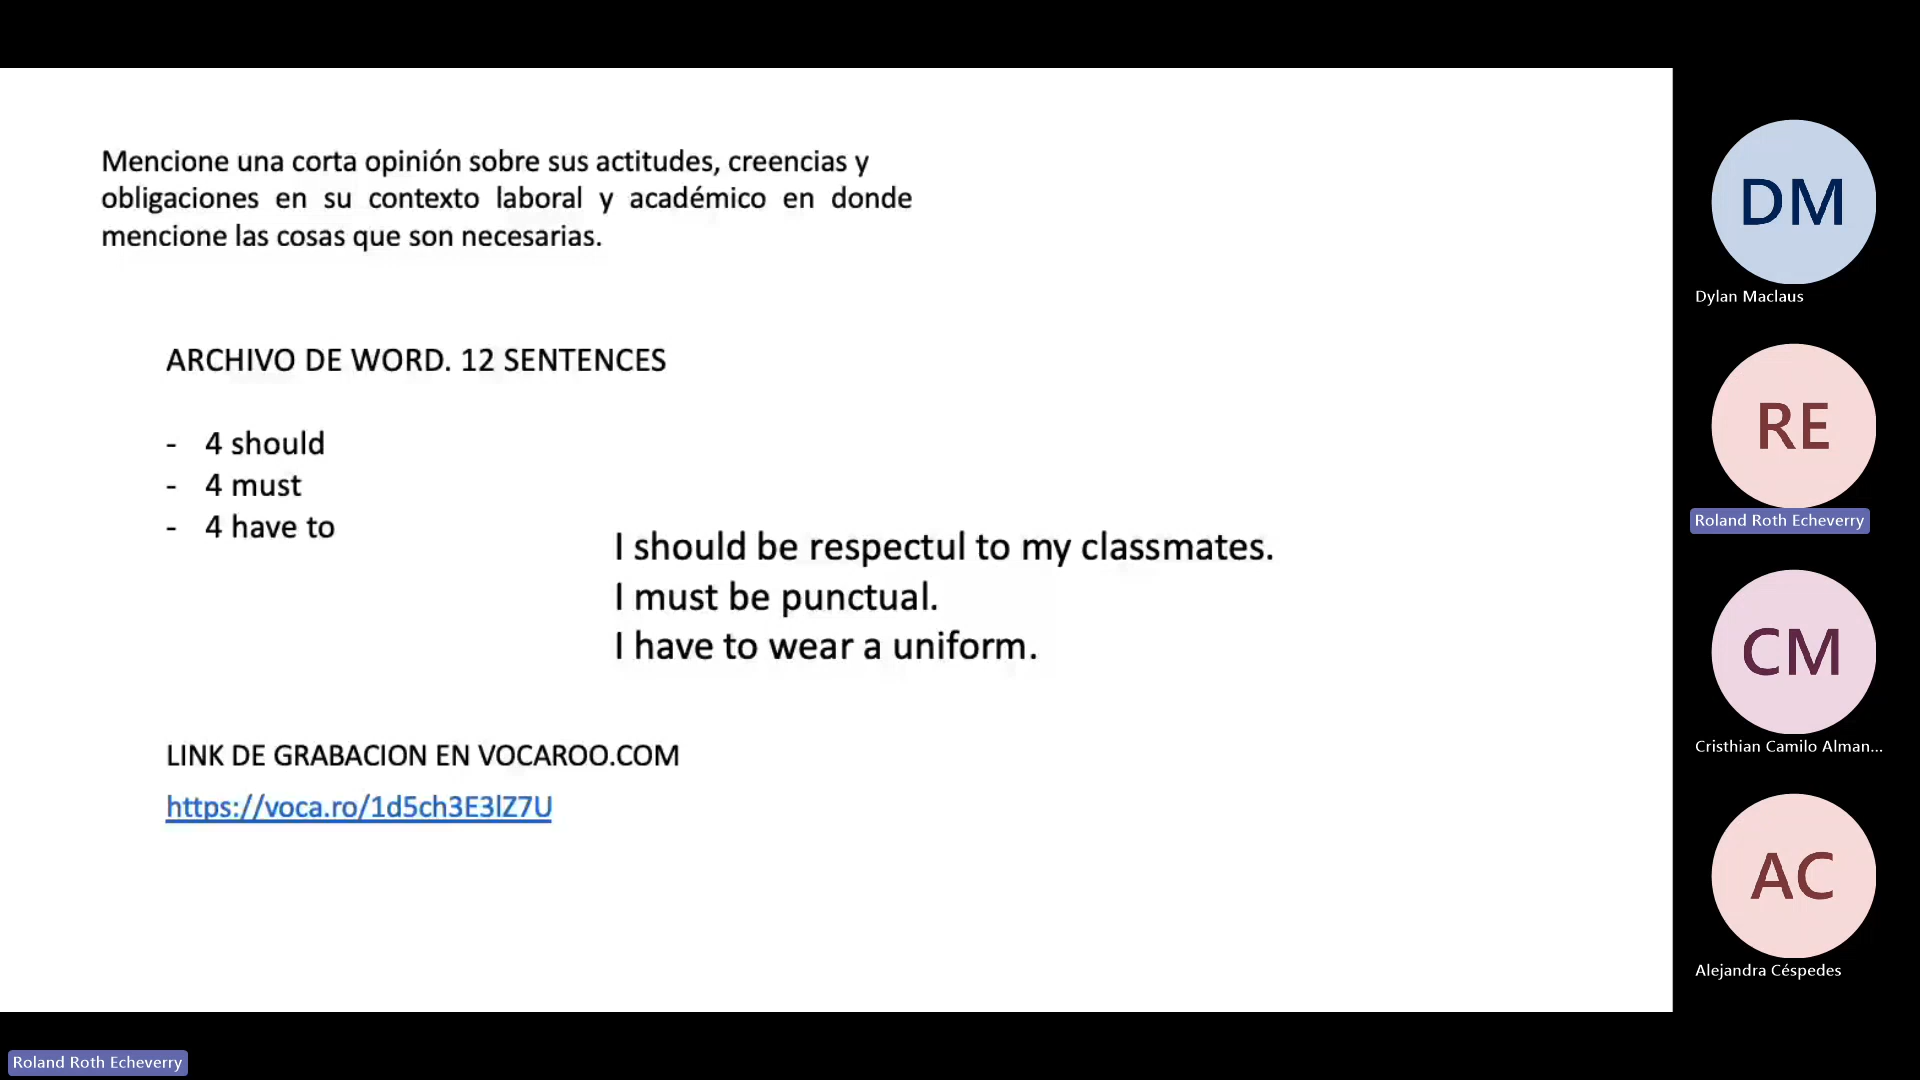 Mencione una corta opinión sobre sus actitudes, creencias y
obligaciones en su contexto laboral y académico en donde
mencione las cosas que son necesarias.
ARCHIVO DE WORD. 12 SENTENCES
- 4 should
- 4 must
- 4 have to
I should be respectul to my classmates.
I must be punctual.
I have to wear a uniform.
LINK DE GRABACION EN VOCAROO.COM
https://voca.ro/1d5ch3E3lZ7U
DM
Dylan Maclaus
RE
Roland Roth Echeverry
CM
Cristhian Camilo Alman...
AC
Alejandra Céspedes
Roland Roth Echeverry